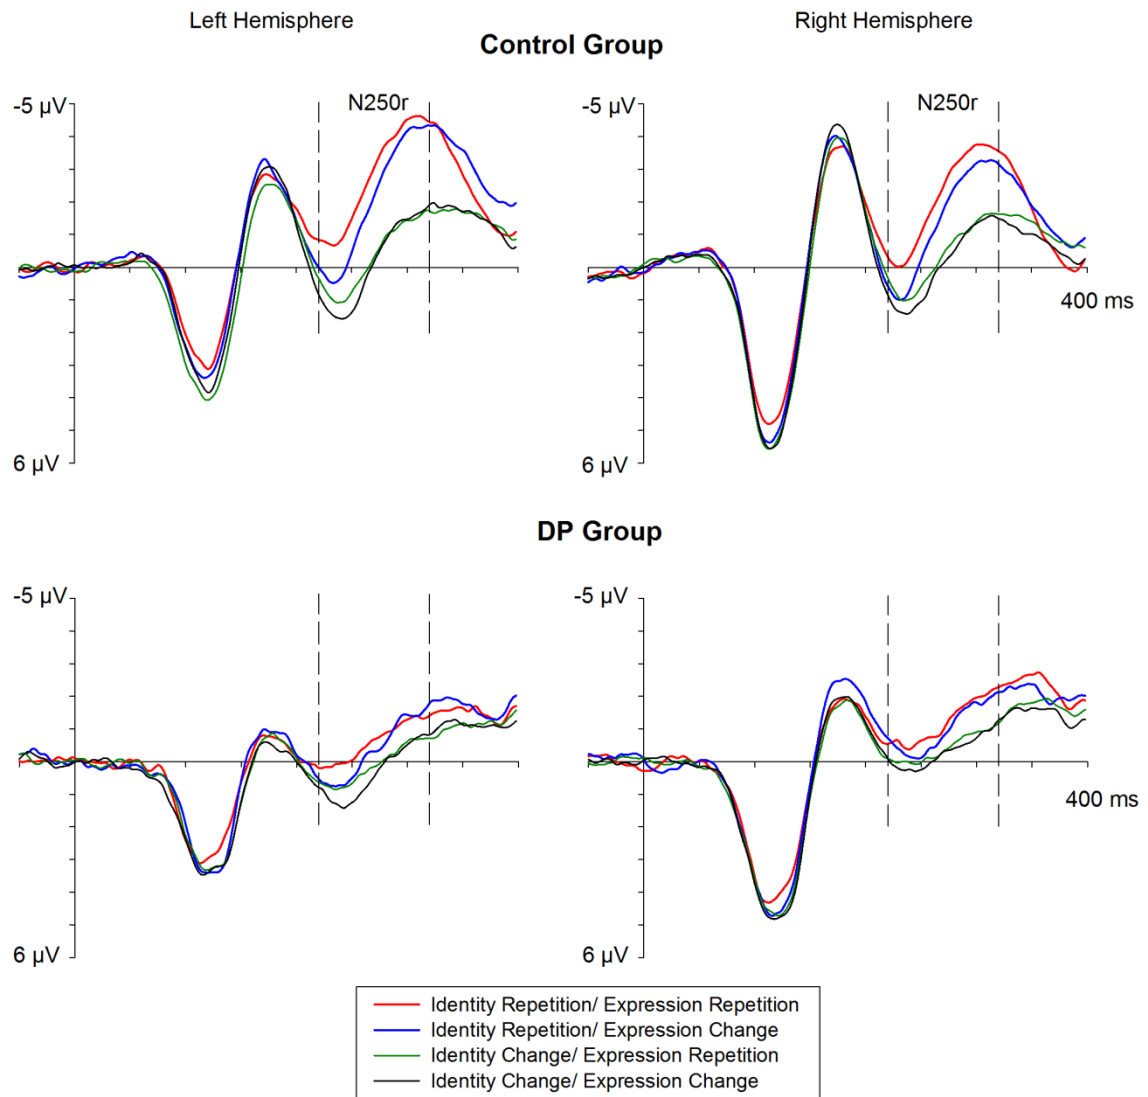 Left Hemisphere
Right Hemisphere
Control Group
-5 µV
N250r
-5 µV
N250r
400 ms
6 µV
6 µV
DP Group
-5 µV
-5 µV
400 ms
6 µV
6 µV
Identity Repetition/ Expression Repetition
Identity Repetition/ Expression Change
Identity Change/ Expression Repetition
Identity Change/ Expression Change